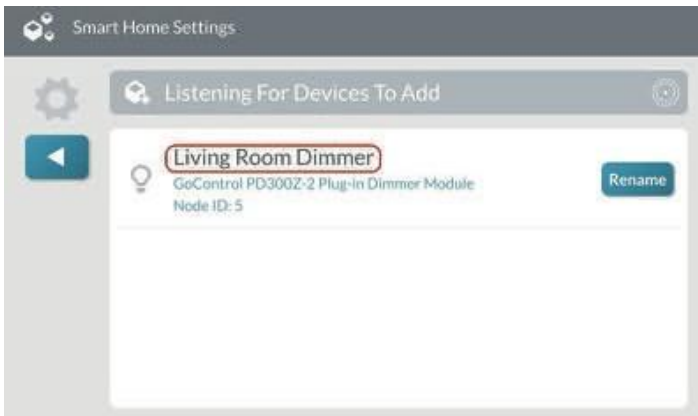 Smart Home Settings
Listening For Devices To Add
Living Room Dimmer
GoControl PD300Z-2 Plug-in Dimmer Module
Rename
Node ID: 5